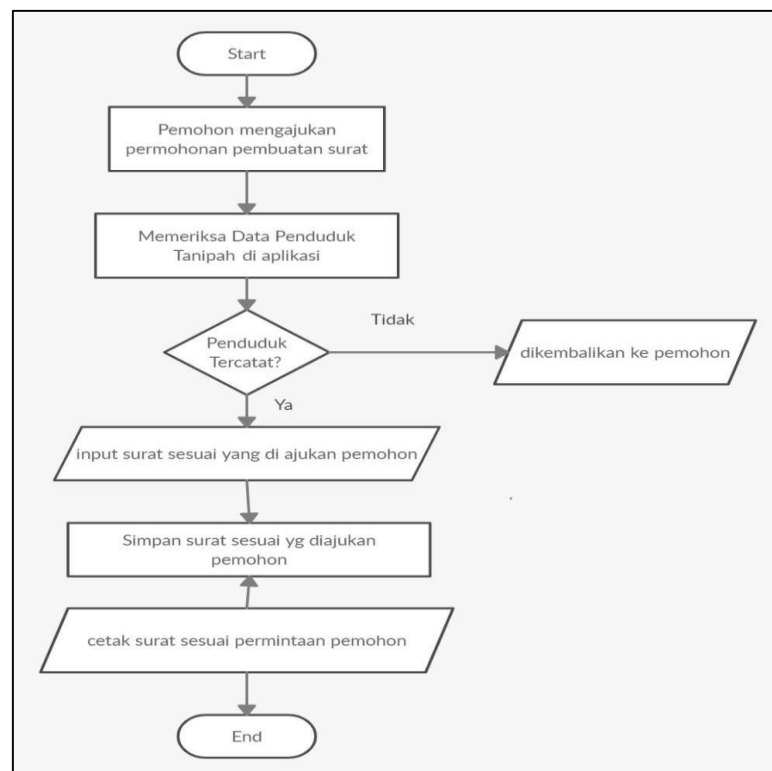 Start
Pemohon mengajukan
permohonan pembuatan surat
Memeriksa Data Penduduk
Tanipah di aplikasi
Penduduk
Tercatat?
Tidak
dikembalikan ke pemohon
Ya
input surat sesuai yang di ajukan pemohon
Simpan surat sesuai yg diajukan
pemohon
cetak surat sesuai permintaan pemohon
End